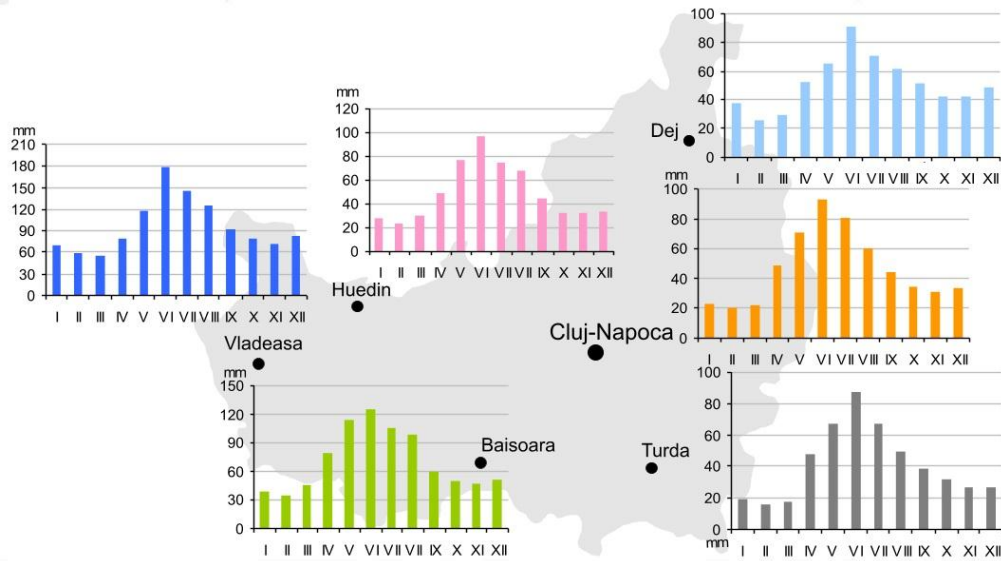 mm
210
180
150
120
90
60
30
0
I II III IV V VI VII VIII IX X XI XII
mm
120
100
80
60
40
20
0
I II III IV V VI VII VII IX X XI XII
100
80
60
40
20
0
mm
I II III IV V VI VII VIII IX X XI XII
Dej
100
80
60
40
20
0
I II III IV V VI VII VIII IX X XI XII
Huedin
Cluj-Napoca
Vladeasa
mm
150
120
90
60
30
0
I II III IV V VI VII VII IX X XI XII
Baisoara
Turda
100
80
60
40
20
0
mm
I II III IV V VI VII VIII IX X XI XII